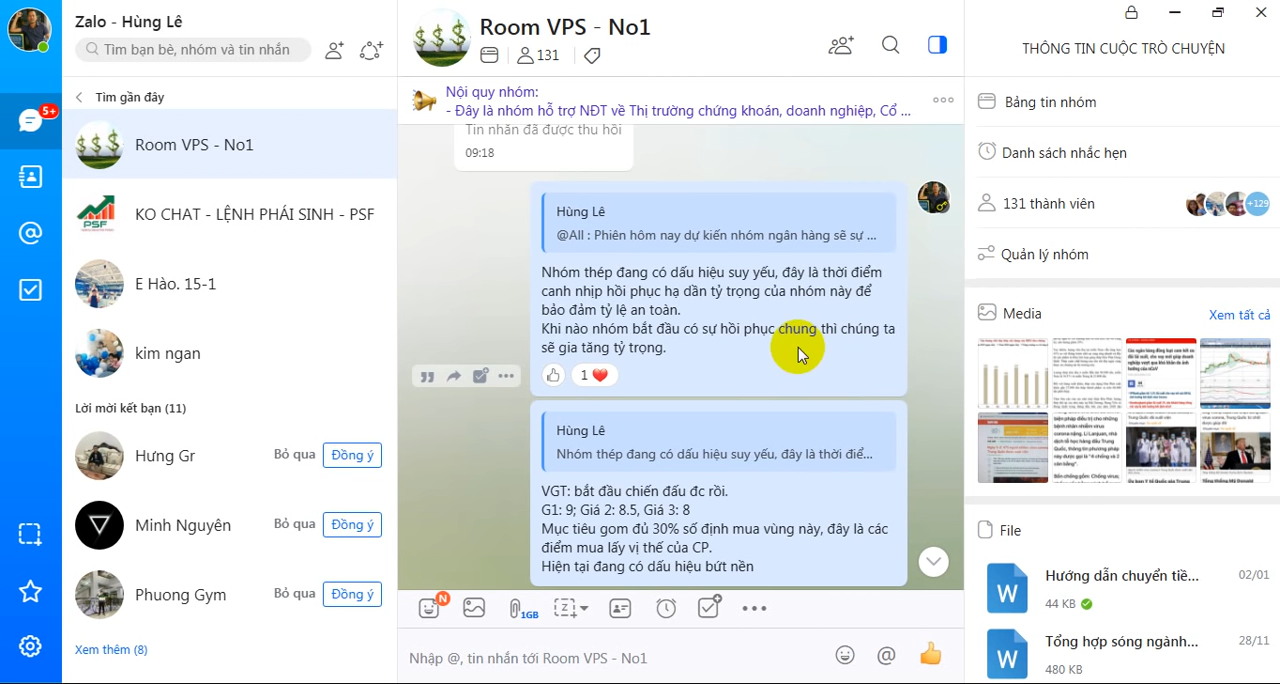 Zalo - Hùng Lê
Tìm bạn bè, nhóm và tin nhắn
5+
Tìm gần đây
Room VPS - No1
KO CHAT - LỆNH PHÁI SINH - PSF
PSF
E Hào. 15-1
kim ngan
Lời mời kết bạn (11)
Hưng Gr
Bỏ qua
Đồng ý
Minh Nguyên
Bỏ qua
Đồng ý
Phuong Gym
Bỏ qua
Đồng ý
Xem thêm (8)
Room VPS - No1
131
Nội quy nhóm:
- Đây là nhóm hỗ trợ NĐT về Thị trường chứng khoán, doanh nghiệp, Cổ ...
Tin nhắn đã được thu hồi
09:18
Hùng Lê
@All : Phiên hôm nay dự kiến nhóm ngân hàng sẽ sự ...
Nhóm thép đang có dấu hiệu suy yếu, đây là thời điểm
canh nhịp hồi phục hạ dần tỷ trọng của nhóm này để
bảo đảm tỷ lệ an toàn.
Khi nào nhóm bắt đầu có sự hồi phục chung thì chúng ta
sẽ gia tăng tỷ trọng.
1
Hùng Lê
Nhóm thép đang có dấu hiệu suy yếu, đây là thời điể...
VGT: bắt đầu chiến đấu đc rồi.
G1: 9; Giá 2: 8.5, Giá 3: 8
Mục tiêu gom đủ 30% số định mua vùng này, đây là các
điểm mua lấy vị thế của CP.
Hiện tại đang có dấu hiệu bứt nền
N
1GB
Nhập @, tin nhắn tới Room VPS - No1
THÔNG TIN CUỘC TRÒ CHUYỆN
Bảng tin nhóm
Danh sách nhắc hẹn
131 thành viên
+129
Quản lý nhóm
Media
Xem tất cả
File
W
Hướng dẫn chuyển tiề...
02/01
44 KB
W
Tổng hợp sóng ngành...
28/11
480 KB